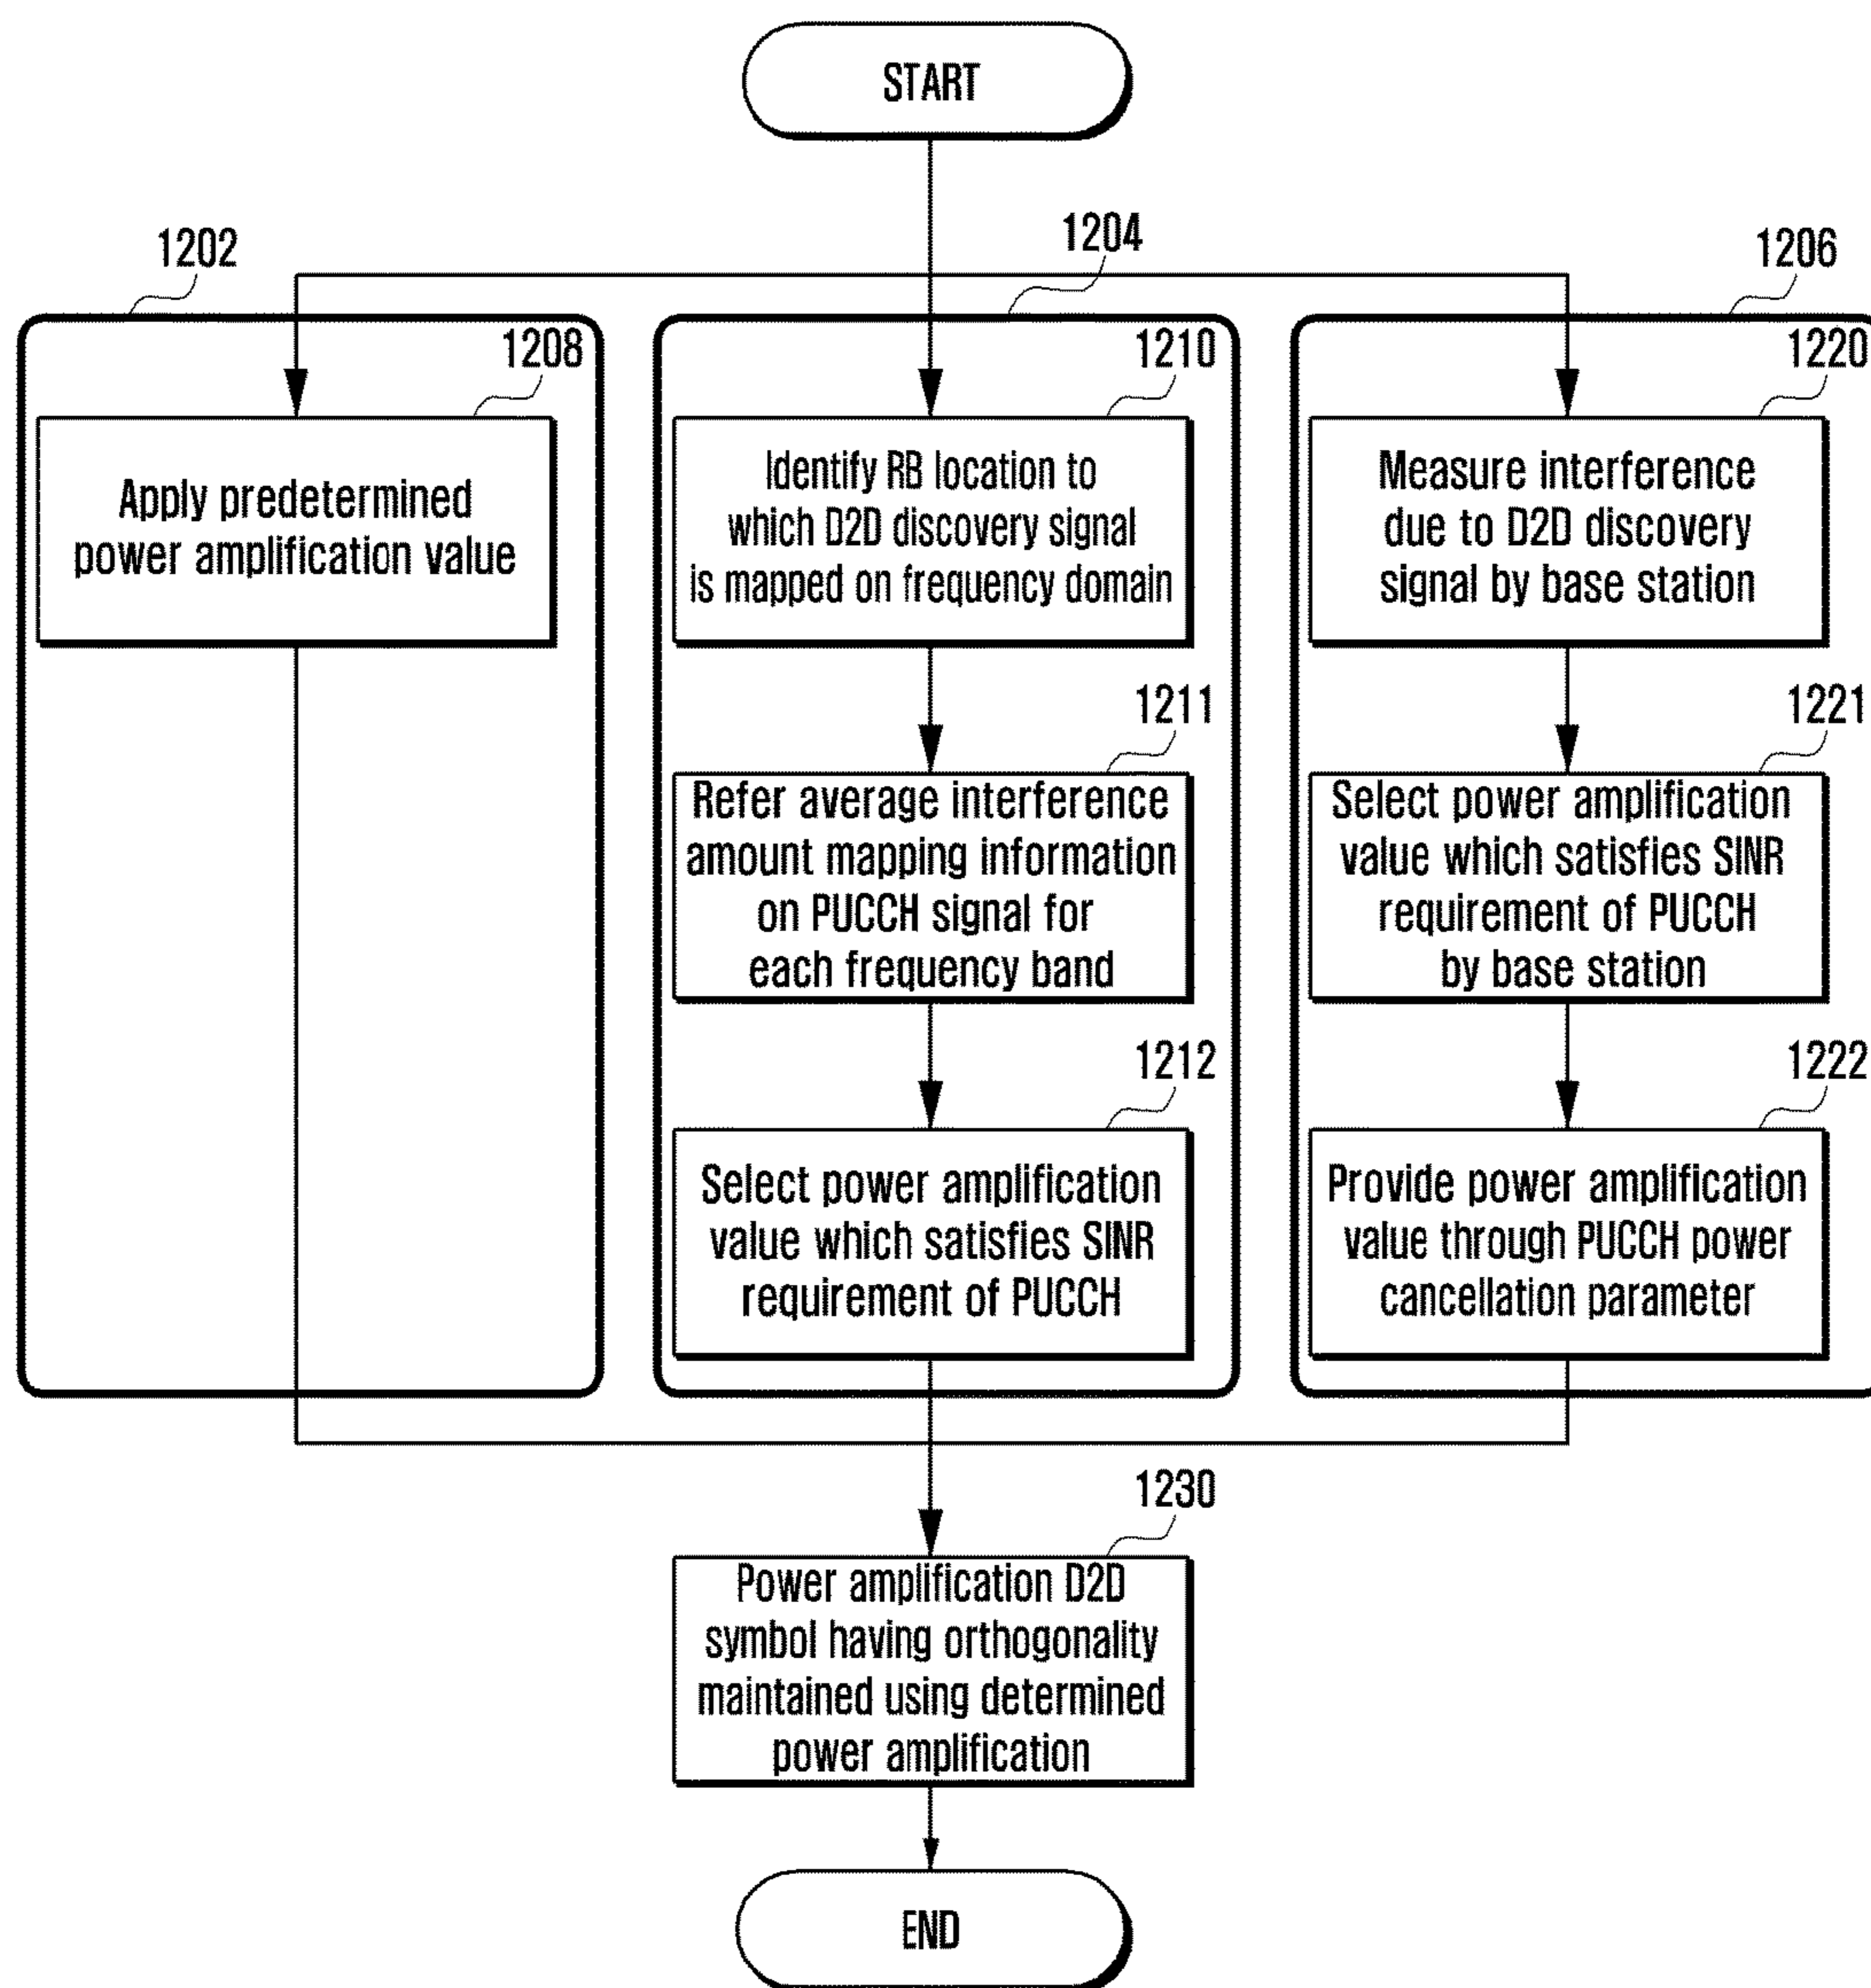 START
1202
1204
1206
1208
Apply predetermined
power amplification value
1210
Identify RB location to
which D2D discovery signal
is mapped on frequency domain
1220
Measure interference
due to D2D discovery
signal by base station
1211
Refer average interference
amount mapping information
on PUCCH signal for
each frequency band
1221
Select power amplification
value which satisfies SINR
requirement of PUCCH
by base station
1212
Select power amplification
value which satisfies SINR
requirement of PUCCH
1222
Provide power amplification
value through PUCCH power
cancellation parameter
1230
Power amplification D2D
symbol having orthogonality
maintained using determined
power amplification
END